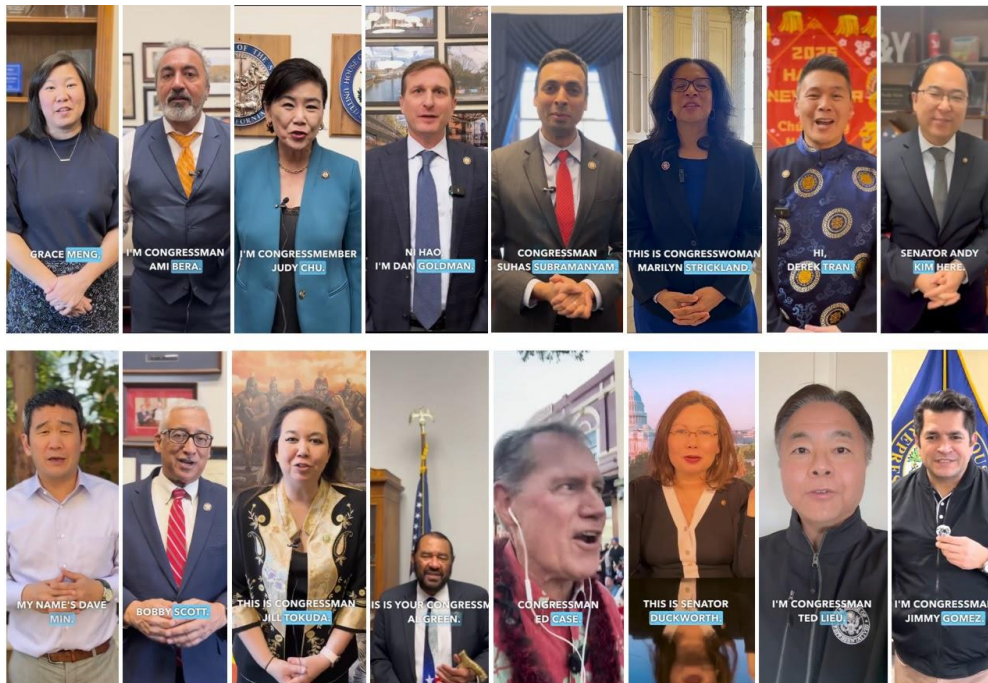 GRACE MENG.
I'M CONGRESSMAN
AMI BERA.
I'M CONGRESSMEMBER
JUDY CHU.
NI HAO
I'M DAN GOLDMAN.
CONGRESSMAN
SUHAS SUBRAMANYAM.
THIS IS CONGRESSWOMAN
MARILYN STRICKLAND.
2025
HI,
DEREK TRAN.
&Y
SENATOR ANDY
KIM HERE.
MY NAME'S DAVE
MIN.
BOBBY SCOTT.
THIS IS CONGRESSMAN
JILL TOKUDA.
IS IS YOUR CONGRESSM
AL GREEN.
CONGRESSMAN
ED CASE.
THIS IS SENATOR
DUCKWORTH.
I'M CONGRESSMAN
TED LIEU.
I'M CONGRESSMA
JIMMY GOMEZ.